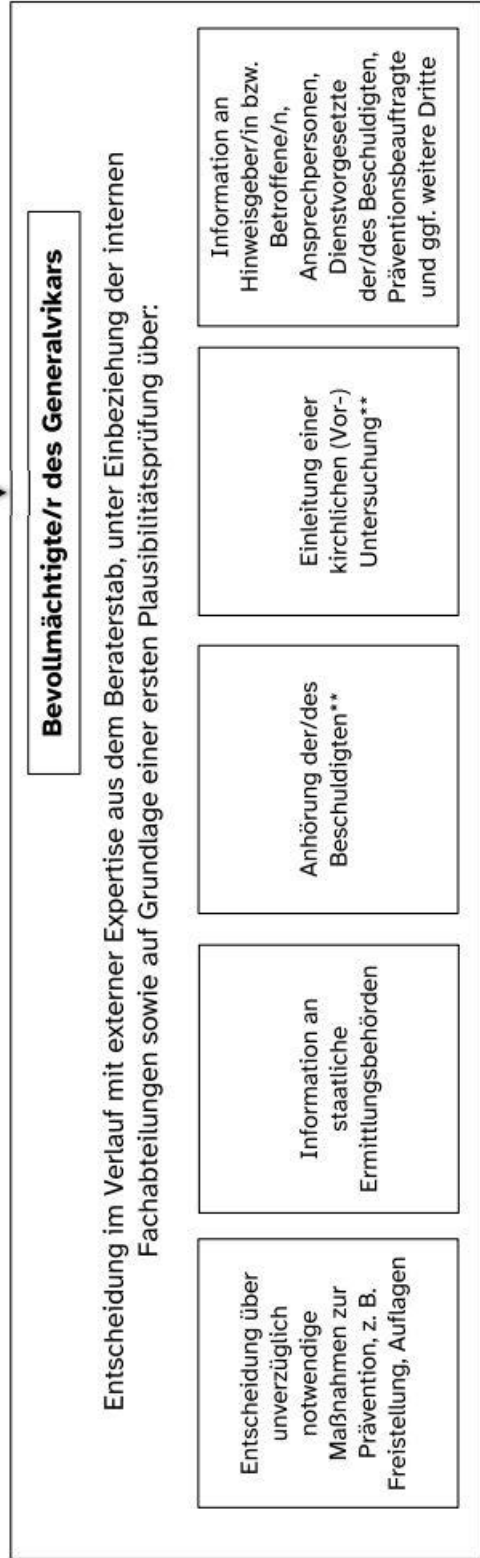 Bevollmächtigte/r des Generalvikars
Entscheidung im Verlauf mit externer Expertise aus dem Beraterstab, unter Einbeziehung der internen
Fachabteilungen sowie auf Grundlage einer ersten Plausibilitätsprüfung über:
Entscheidung über
unverzüglich
notwendige
Maßnahmen zur
Prävention, z. B.
Freistellung, Auflagen
Information an
staatliche
Ermittlungsbehörden
Anhörung der/des
Beschuldigten**
Einleitung einer
kirchlichen (Vor-)
Untersuchung**
Information an
Hinweisgeber/in bzw.
Betroffene/n,
Ansprechpersonen,
Dienstvorgesetzte
der/des Beschuldigten,
Präventionsbeauftragte
und ggf. weitere Dritte